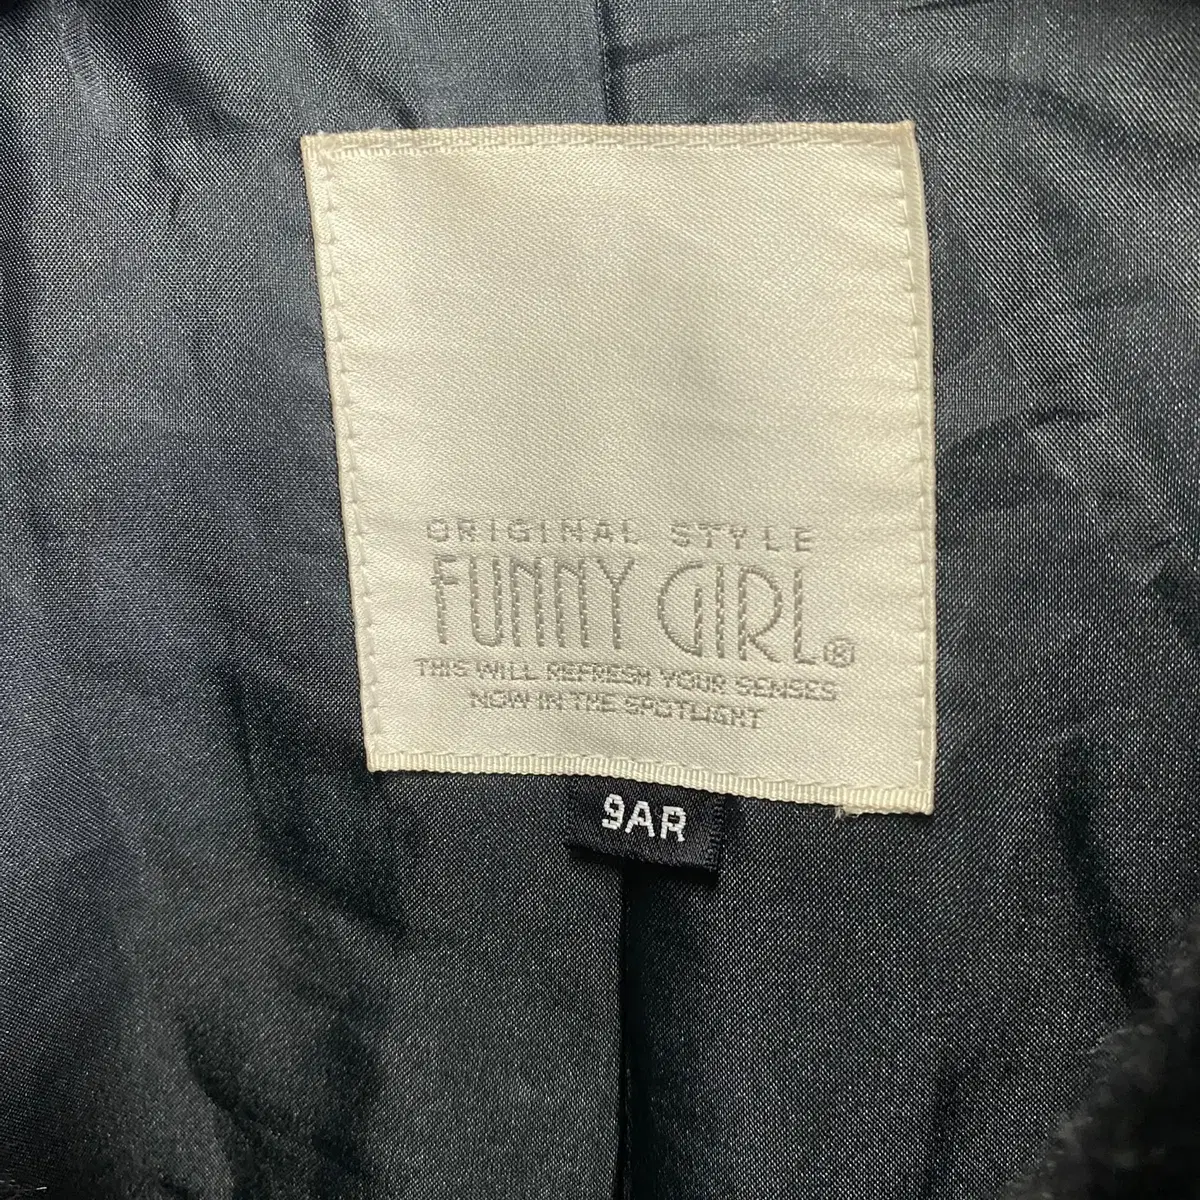 ORIGINAL STYLE
FUNNY GIRL®
THIS WILL REFRESH YOUR SENSES
NOW IN THE SPOTLIGHT
9AR